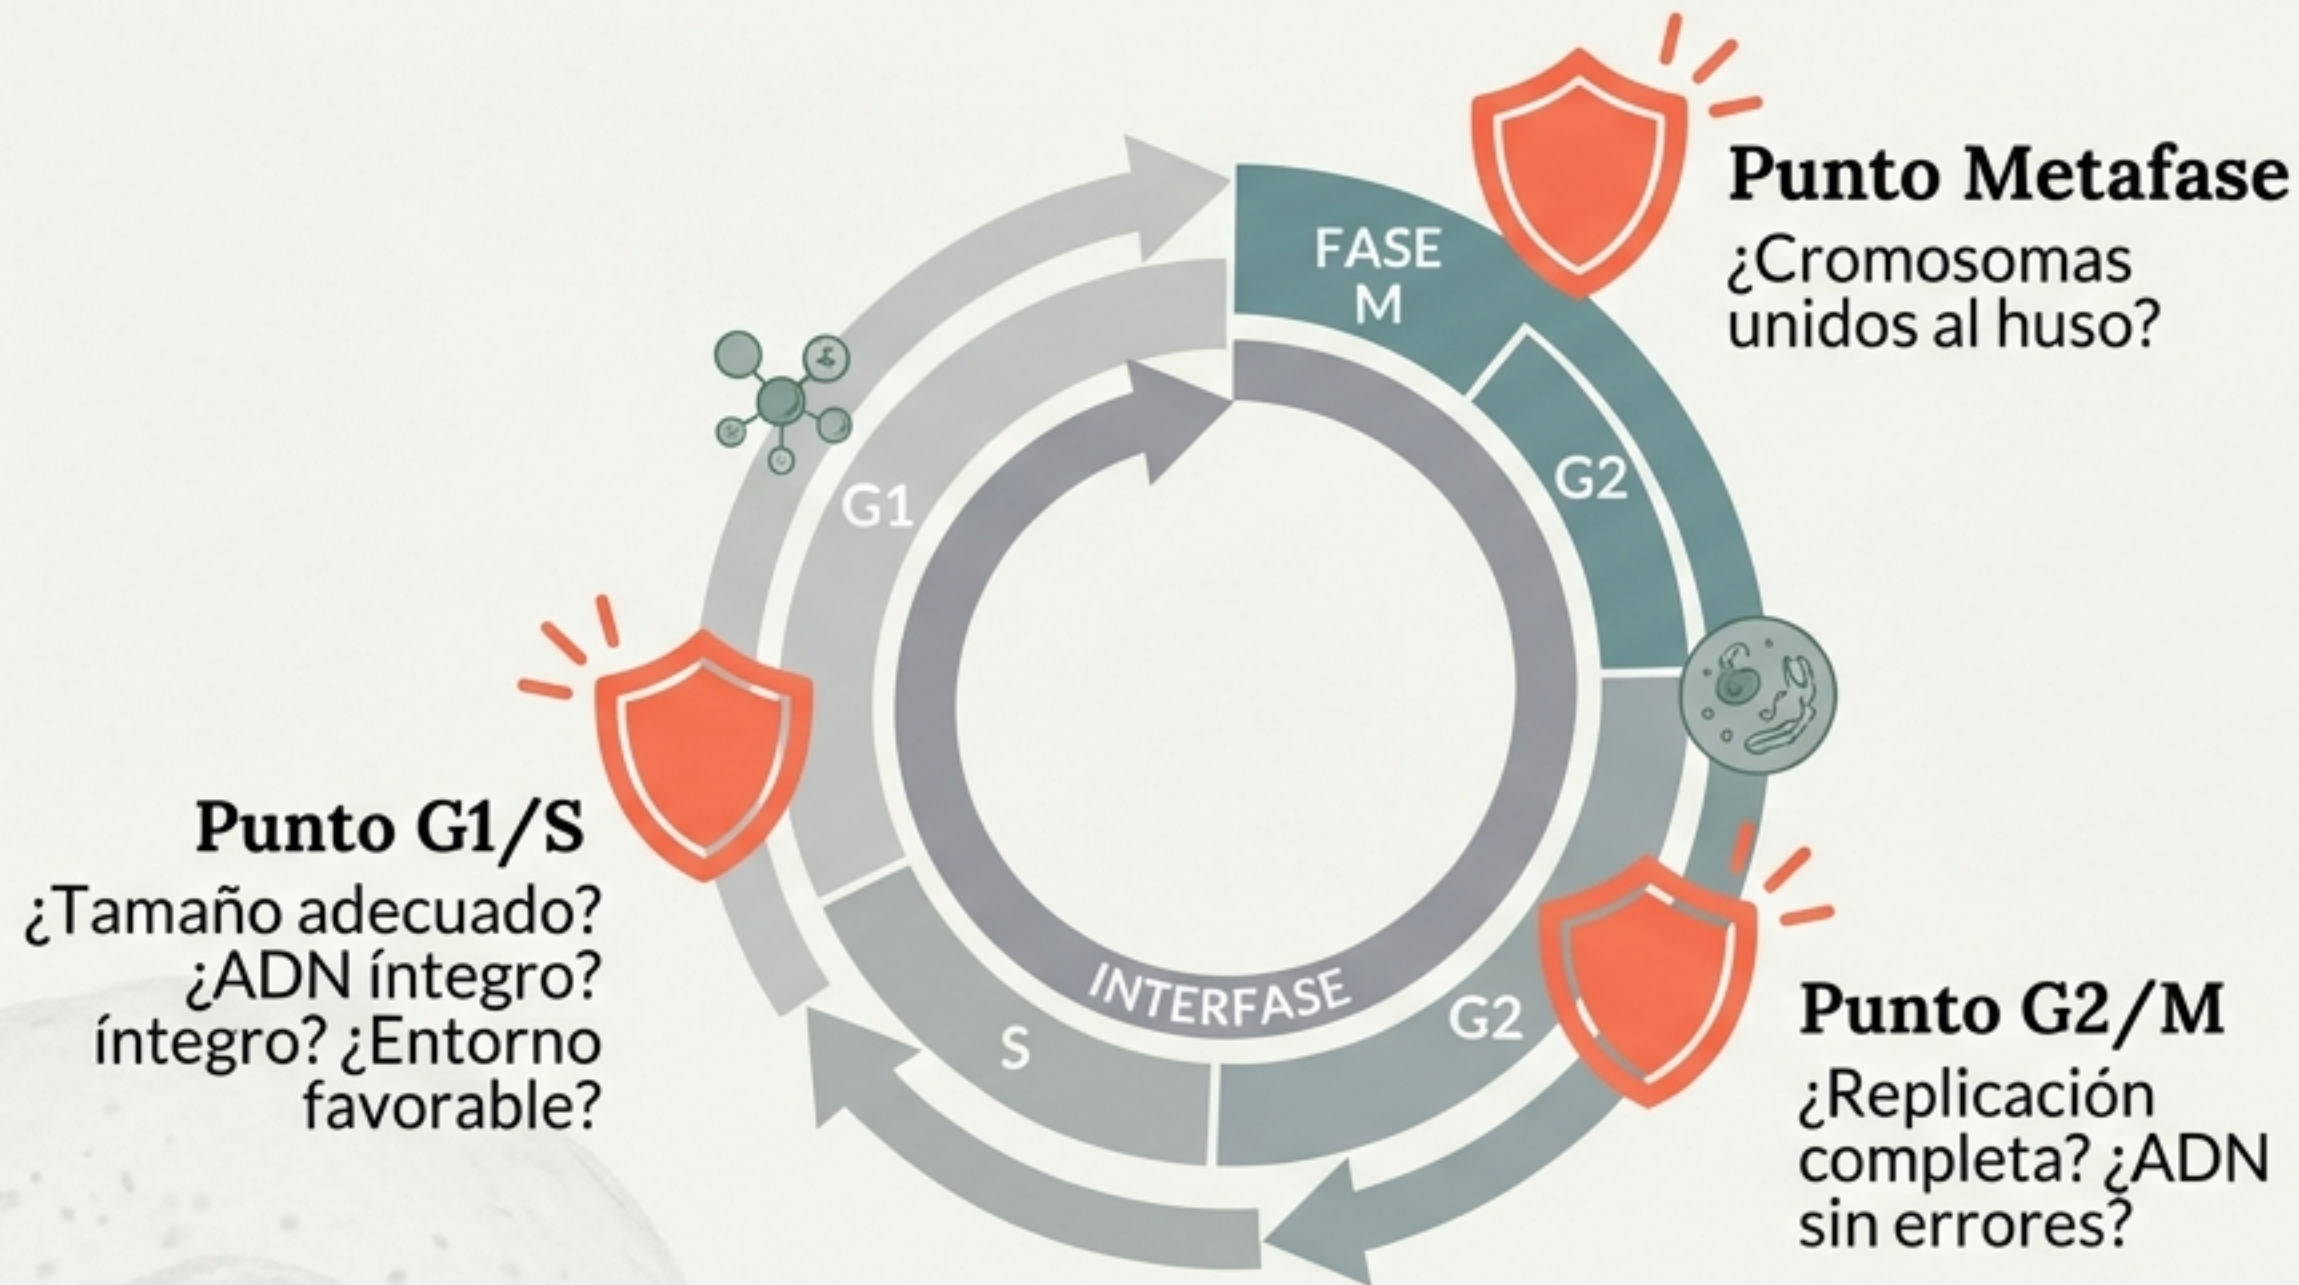 Punto Metafase
¿Cromosomas
unidos al huso?
FASE
M
G2
G1
Punto G1/S
¿Tamaño adecuado?
¿ADN íntegro?
íntegro? ¿Entorno
favorable?
INTERFASE
S
G2
Punto G2/M
¿Replicación
completa? ¿ADN
sin errores?